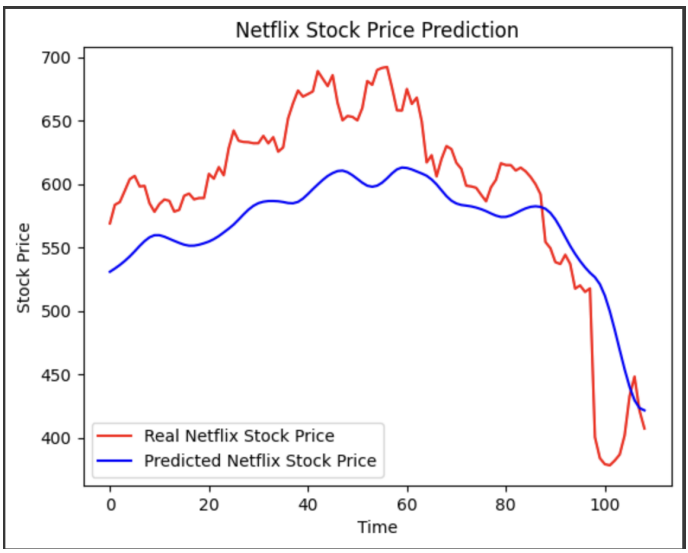 Netflix Stock Price Prediction
700
650
600
550
500
450
400
Stock Price
Real Netflix Stock Price
Predicted Netflix Stock Price
0 20 40 60 80 100
Time